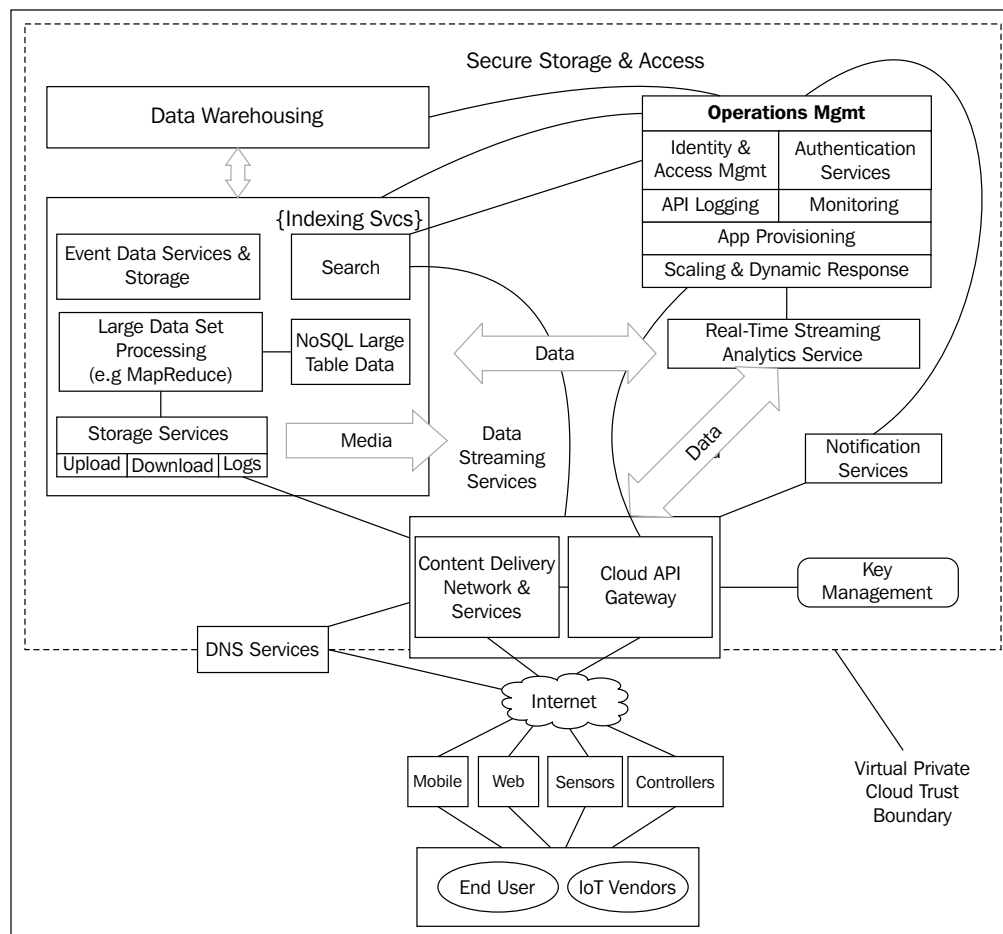 Secure Storage & Access
Data Warehousing
Operations Mgmt
Identity &
Access Mgmt
Authentication
Services
API Logging
Monitoring
App Provisioning
Scaling & Dynamic Response
{Indexing Svcs}
Event Data Services &
Storage
Search
Large Data Set
Processing
(e.g MapReduce)
NoSQL Large
Table Data
Data
Real-Time Streaming
Analytics Service
Storage Services
Upload
Download
Logs
Media
Data
Streaming
Services
Data
Notification
Services
Content Delivery
Network &
Services
Cloud API
Gateway
Key
Management
DNS Services
Internet
Mobile
Web
Sensors
Controllers
Virtual Private
Cloud Trust
Boundary
End User
IoT Vendors